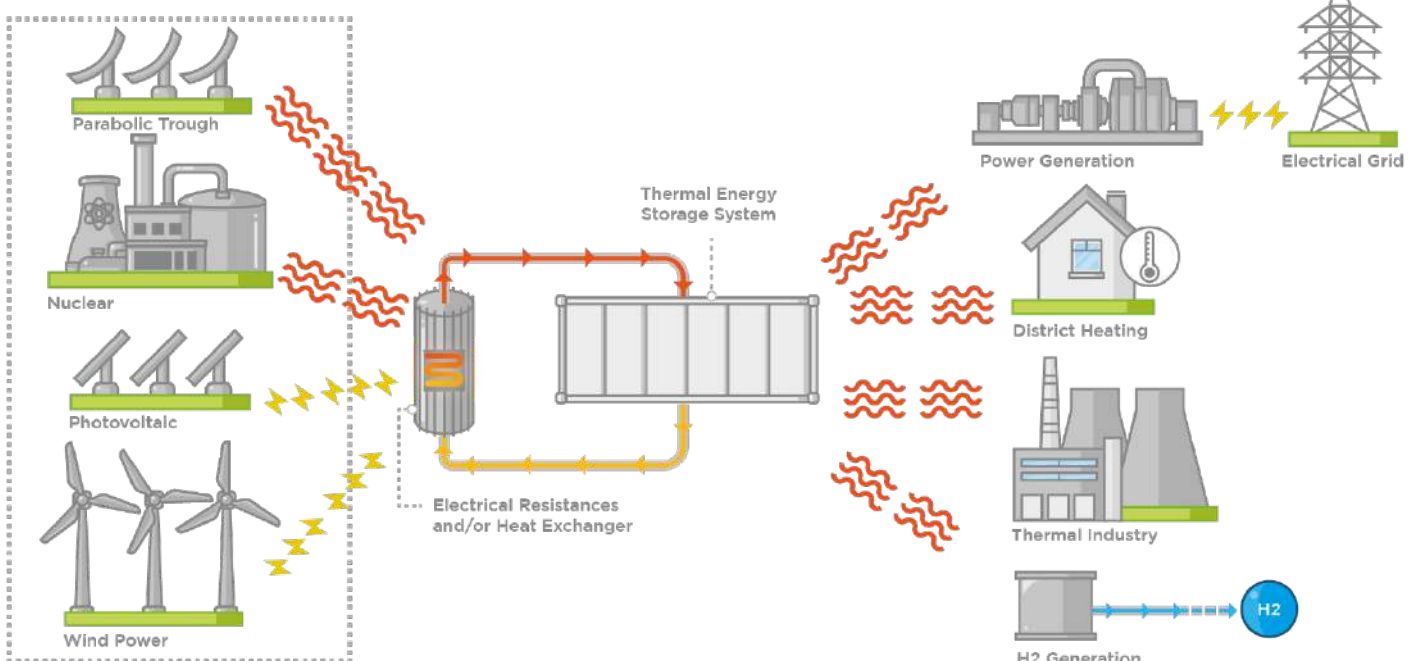 Parabolic Trough
Nuclear
Photovoltaic
Wind Power
Thermal Energy
Storage System
Electrical Resistances
and/or Heat Exchanger
Power Generation
Electrical Grid
District Heating
Thermal Industry
H2
H2 Generation